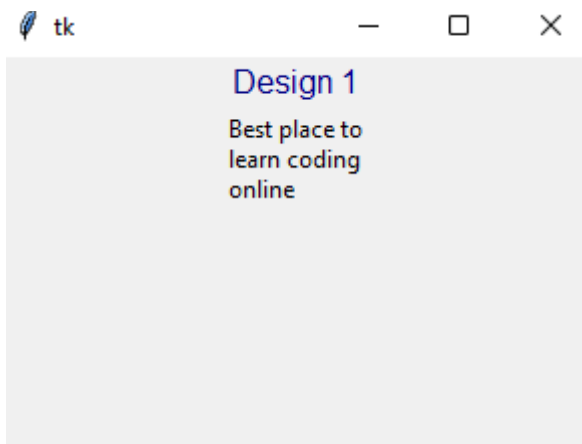 tk
Design 1
Best place to
learn coding
online